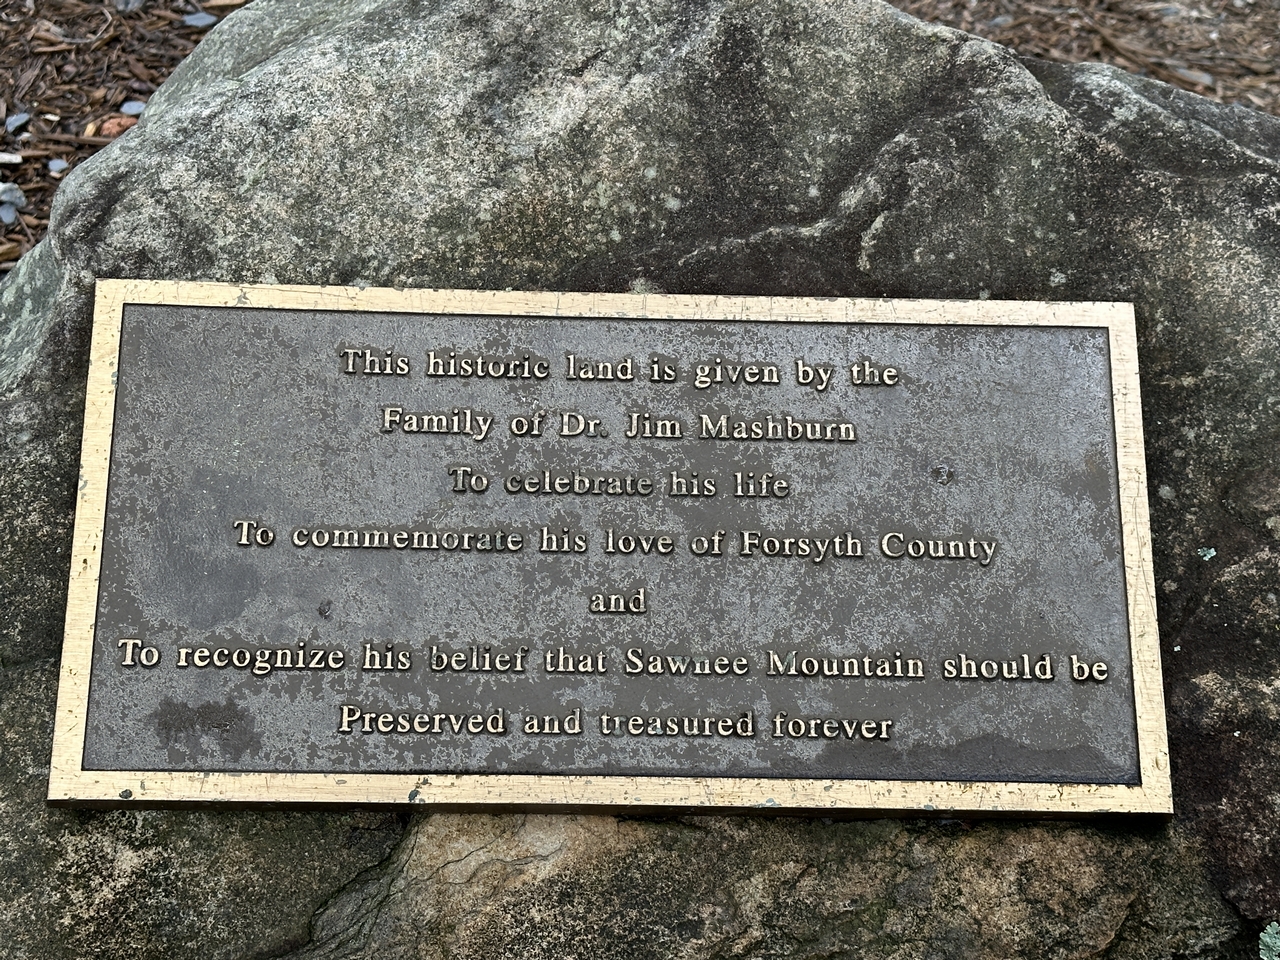 This historic land is given by the
Family of Dr. Jim Mashburn
To celebrate his life
To commemorate his love of Forsyth County
and
To recognize his belief that Sawnee Mountain should be
Preserved and treasured forever